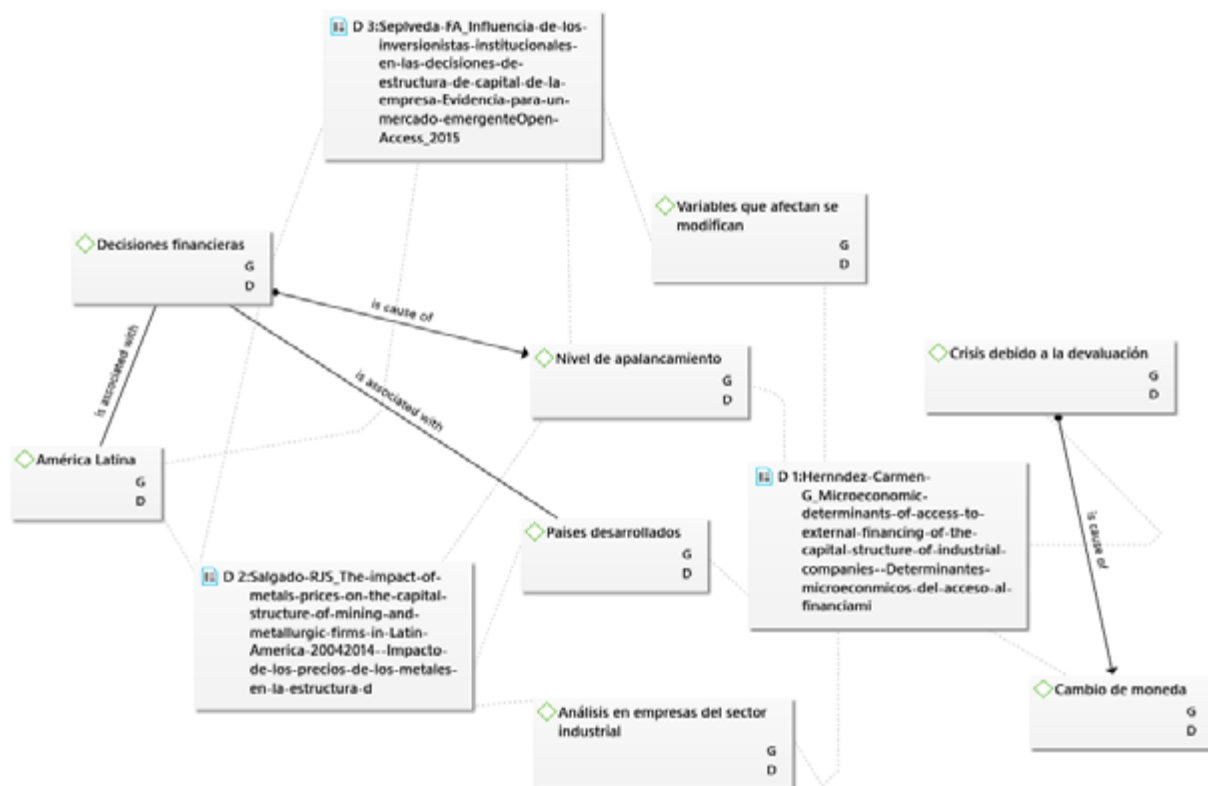 D 3:Seplveda-FA_Influencia-de-los-
inversionistas-institucionales-
en-las-decisiones-de-
estructura-de-capital-de-la-
empresa-Evidencia-para-un-
mercado-emergenteOpen-
Access_2015
Variables que afectan se
modifican
G
D
Decisiones financieras
G
D
is cause of
is associated with
is associated with
Nivel de apalancamiento
G
D
Crisis debido a la devaluación
G
D
América Latina
G
D
D 1:Hernndez-Carmen-
G_Microeconomic-
determinants-of-access-to-
external-financing-of-the-
capital-structure-of-industrial-
companies--Determinantes-
microeconmicos-del-acceso-al-
financiami
is cause of
Paises desarrollados
G
D
D 2:Salgado-RJS_The-impact-of-
metals-prices-on-the-capital-
structure-of-mining-and-
metallurgic-firms-in-Latin-
America-20042014--Impacto-
de-los-precios-de-los-metales-
en-la-estructura-d
Cambio de moneda
G
D
Análisis en empresas del sector
industrial
G
D